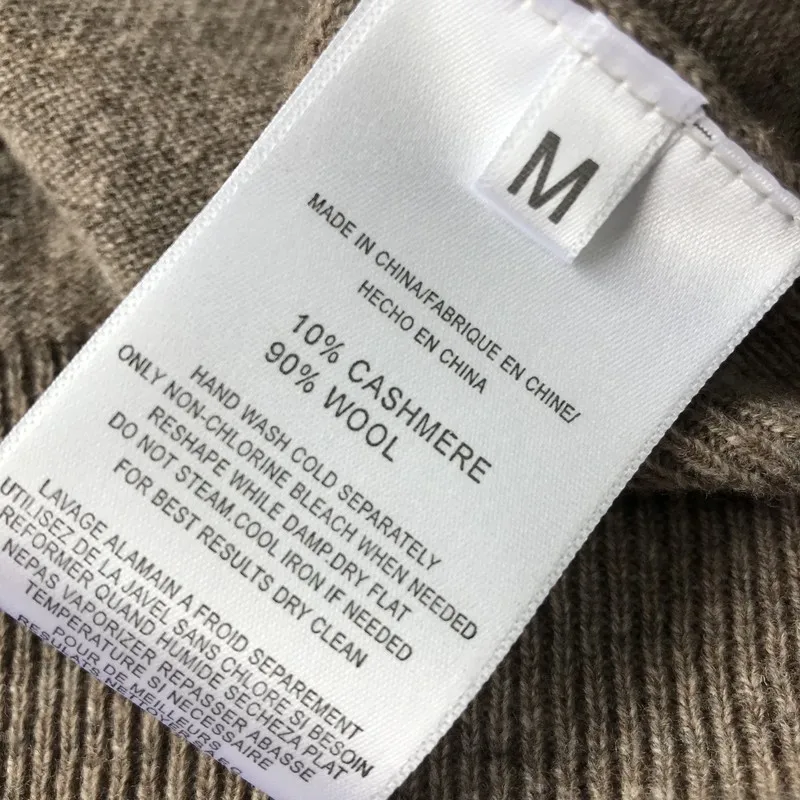 M
MADE IN CHINA/FABRIQUE EN CHINE/
HECHO EN CHINA
10% CASHMERE
90% WOOL
HAND WASH COLD SEPARATELY
ONLY NON-CHLORINE BLEACH WHEN NEEDED
RESHAPE WHILE DAMP.DRY FLAT
DO NOT STEAM.COOL IRON IF NEEDED
FOR BEST RESULTS DRY CLEAN
LAVAGE ALAMAIN A FROID SEPAREMENT
UTILISEZ DE LA JAVEL SANS CHLORE SI BESOIN
REFORMER QUAND HUMIDE SECHEZA PLAT
NEPAS VAPORIZER REPASSER ABASSE
TEMPERATURE SI NECESSAIRE
POUR DE MEILLEURS